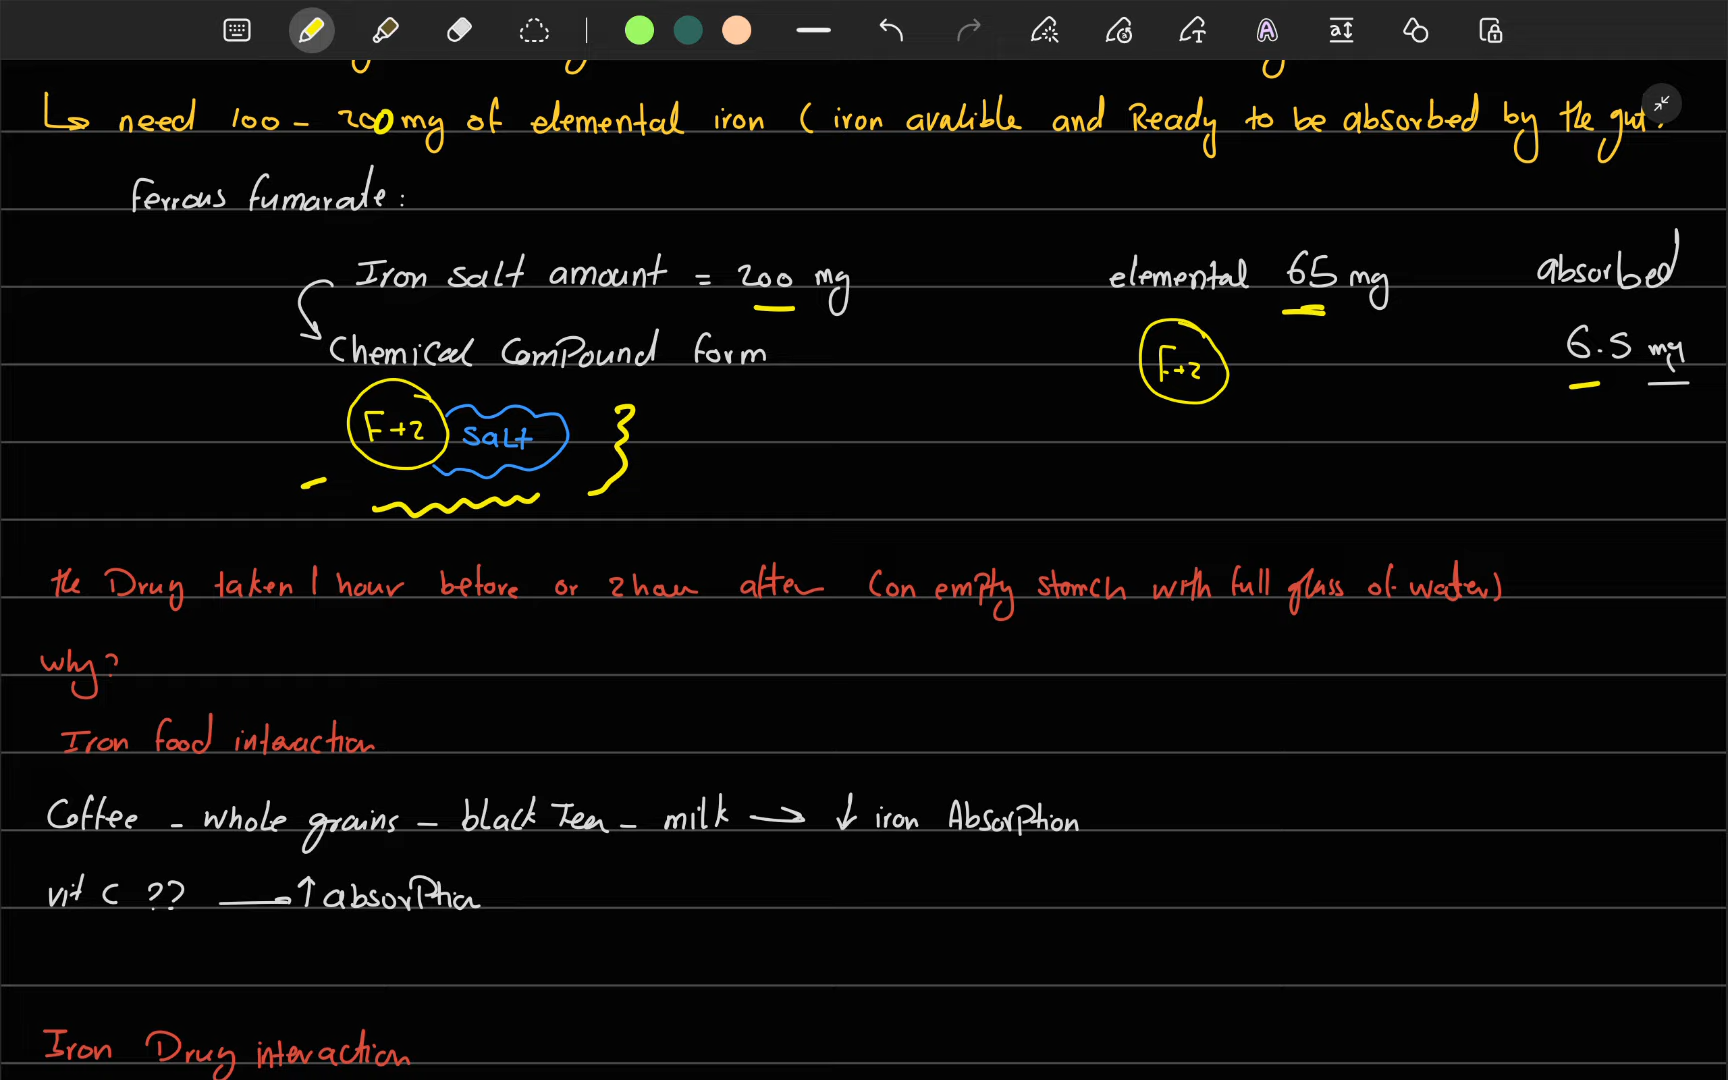 ↳ need 100 - 200mg of elemental iron ( iron avalible and Ready to be absorbed by the gut.
Ferrous fumarate :
Iron salt amount = 200 mg elemental 65 mg absorbed
Chemical Compound form 6.5 mg
F+2
F+2 salt
the Drug taken 1 hour before or 2 hour after (on empty stomch with full glass of water)
why?
Iron food interaction
Coffee - whole grains - black Tea - milk → ↓ iron Absorption
vit C ?? → ↑ absorption
Iron Drug interaction